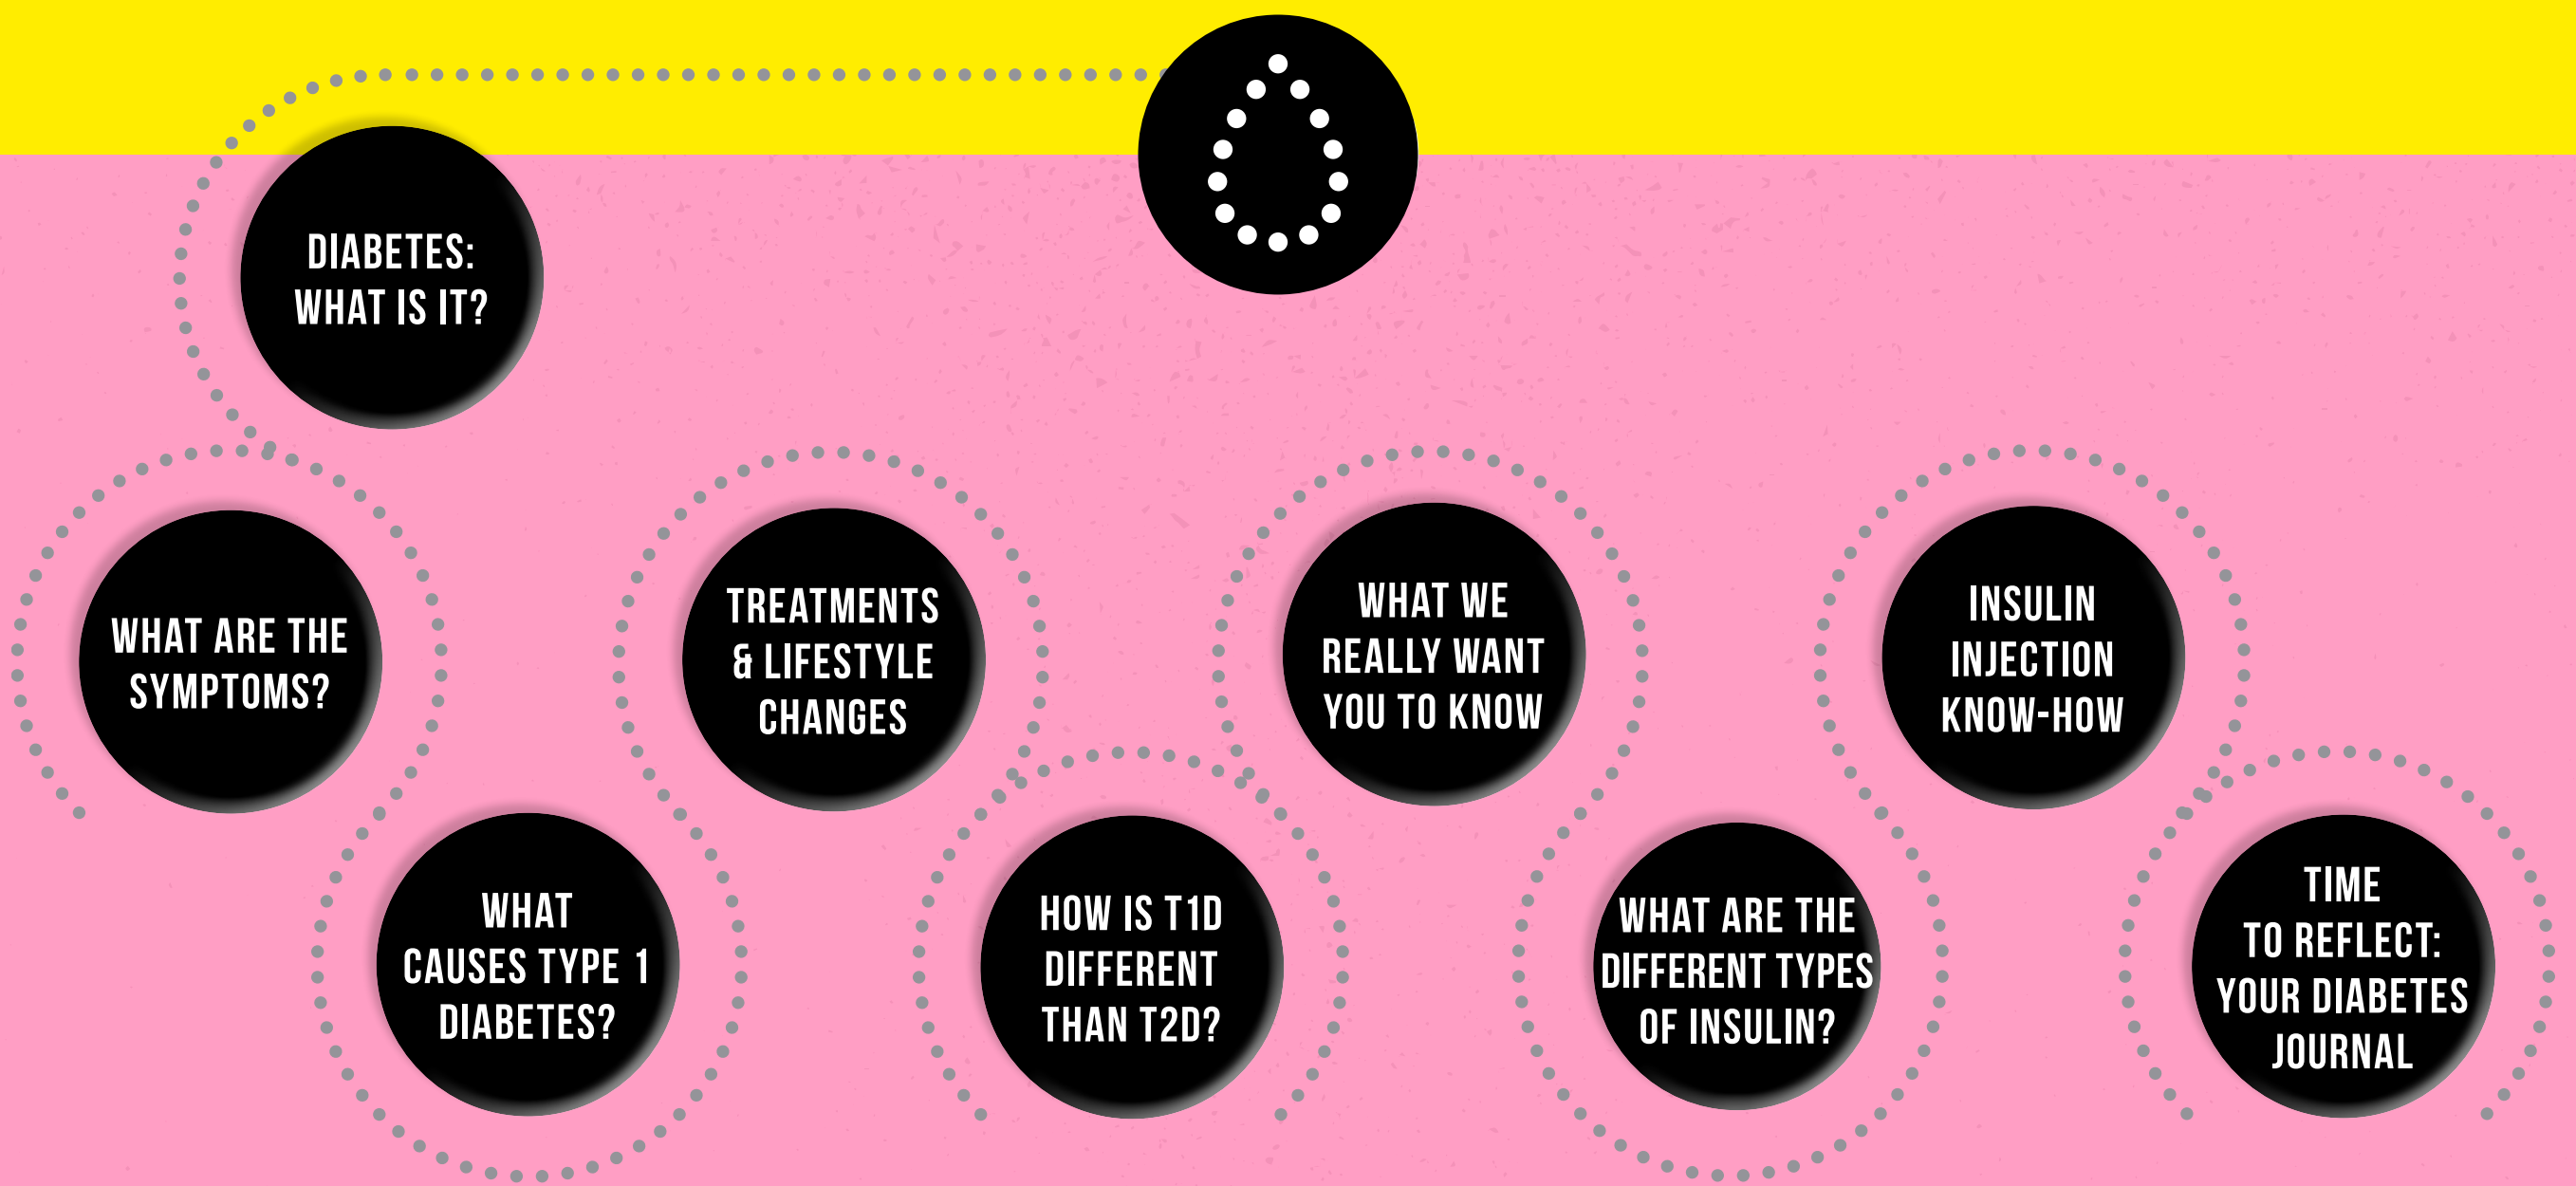 DIABETES:
WHAT IS IT?
WHAT ARE THE
SYMPTOMS?
WHAT
CAUSES TYPE 1
DIABETES?
TREATMENTS
& LIFESTYLE
CHANGES
HOW IS T1D
DIFFERENT
THAN T2D?
WHAT WE
REALLY WANT
YOU TO KNOW
WHAT ARE THE
DIFFERENT TYPES
OF INSULIN?
INSULIN
INJECTION
KNOW-HOW
TIME
TO REFLECT:
YOUR DIABETES
JOURNAL